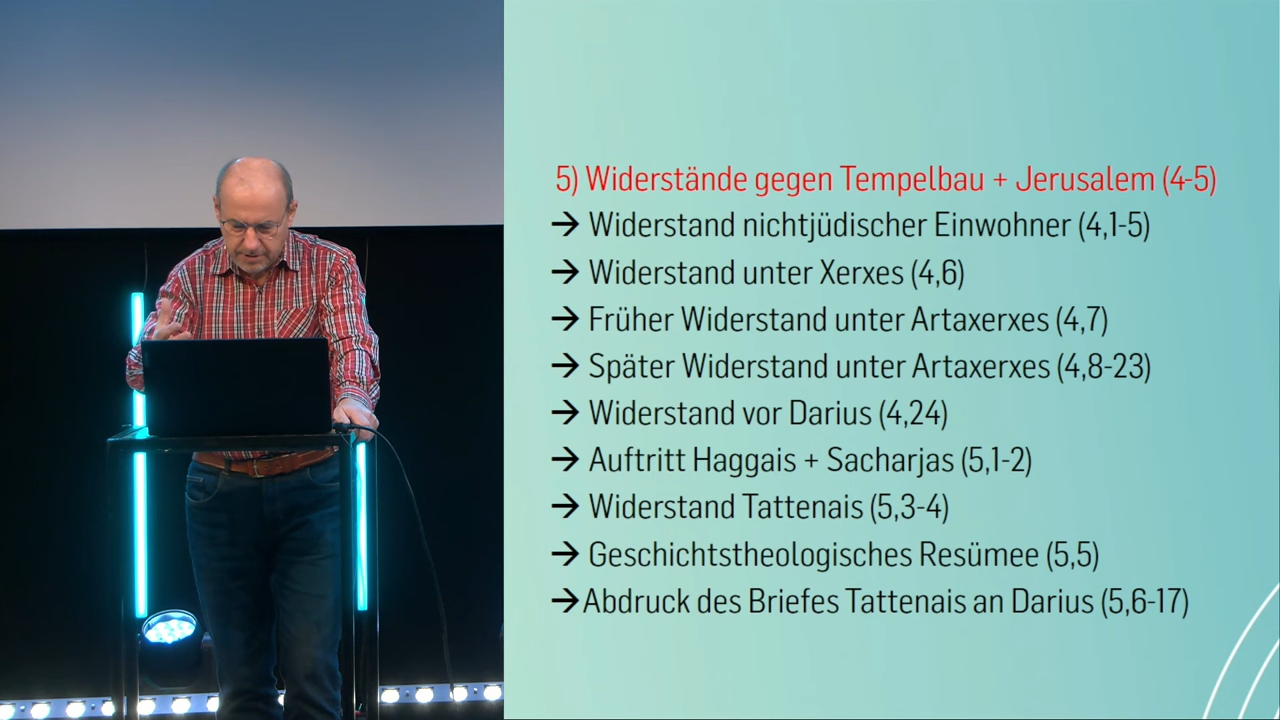 5) Widerstände gegen Tempelbau + Jerusalem (4-5)
→ Widerstand nichtjüdischer Einwohner (4,1-5)
→ Widerstand unter Xerxes (4,6)
→ Früher Widerstand unter Artaxerxes (4,7)
→ Später Widerstand unter Artaxerxes (4,8-23)
→ Widerstand vor Darius (4,24)
→ Auftritt Haggais + Sacharjas (5,1-2)
→ Widerstand Tattenais (5,3-4)
→ Geschichtstheologisches Resümee (5,5)
→Abdruck des Briefes Tattenais an Darius (5,6-17)